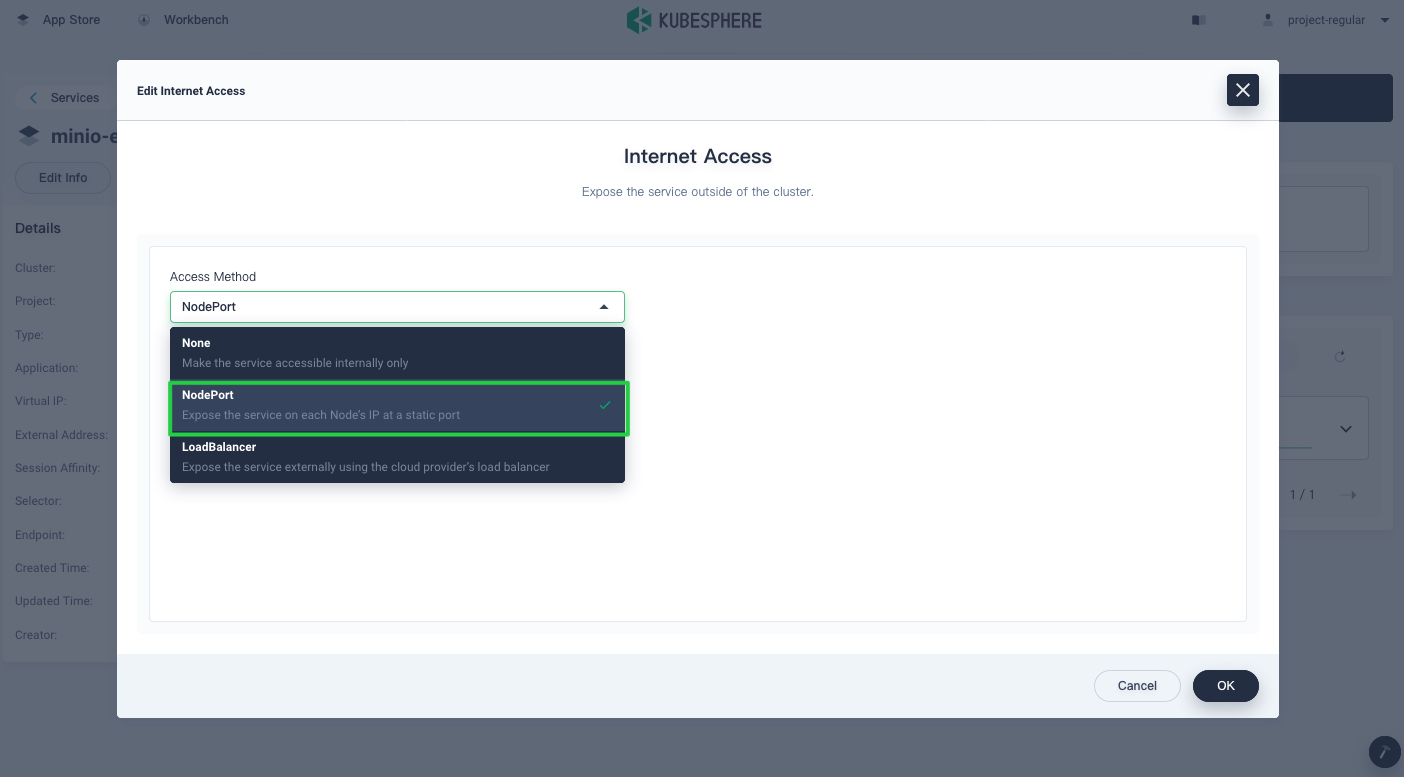 App Store
Workbench
KUBESPHERE
project-regular
Edit Internet Access
Services
minio-e
Edit Info
Details
Cluster:
Project:
Type:
Application:
Virtual IP:
External Address:
Session Affinity:
Selector:
Endpoint:
Created Time:
Updated Time:
Creator:
Internet Access
Expose the service outside of the cluster.
Access Method
NodePort
None
Make the service accessible internally only
NodePort
Expose the service on each Node's IP at a static port
LoadBalancer
Expose the service externally using the cloud provider's load balancer
1 / 1
Cancel
OK